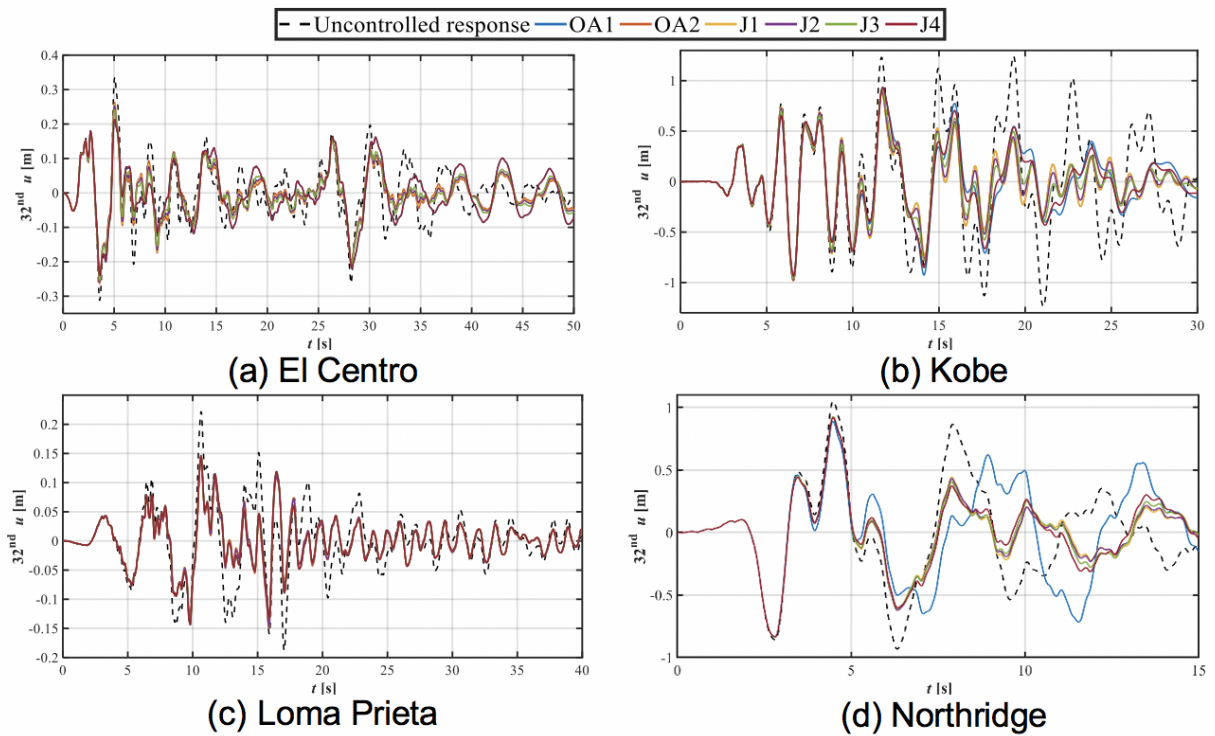 Uncontrolled response OA1 OA2 J1 J2 J3 J4
0.4
0.3
0.2
0.1
0
-0.1
-0.2
-0.3
32nd u [m]
0 5 10 15 20 25 30 35 40 45 50
t [s]
(a) El Centro
1
0.5
0
-0.5
-1
32nd u [m]
0 5 10 15 20 25 30
t [s]
(b) Kobe
0.2
0.2
0.15
0.1
0.05
0
-0.05
-0.1
-0.15
-0.2
32nd u [m]
0 5 10 15 20 25 30 35 40
t [s]
(c) Loma Prieta
1
0.5
0
-0.5
-1
32nd u [m]
0 5 10 15
t [s]
(d) Northridge